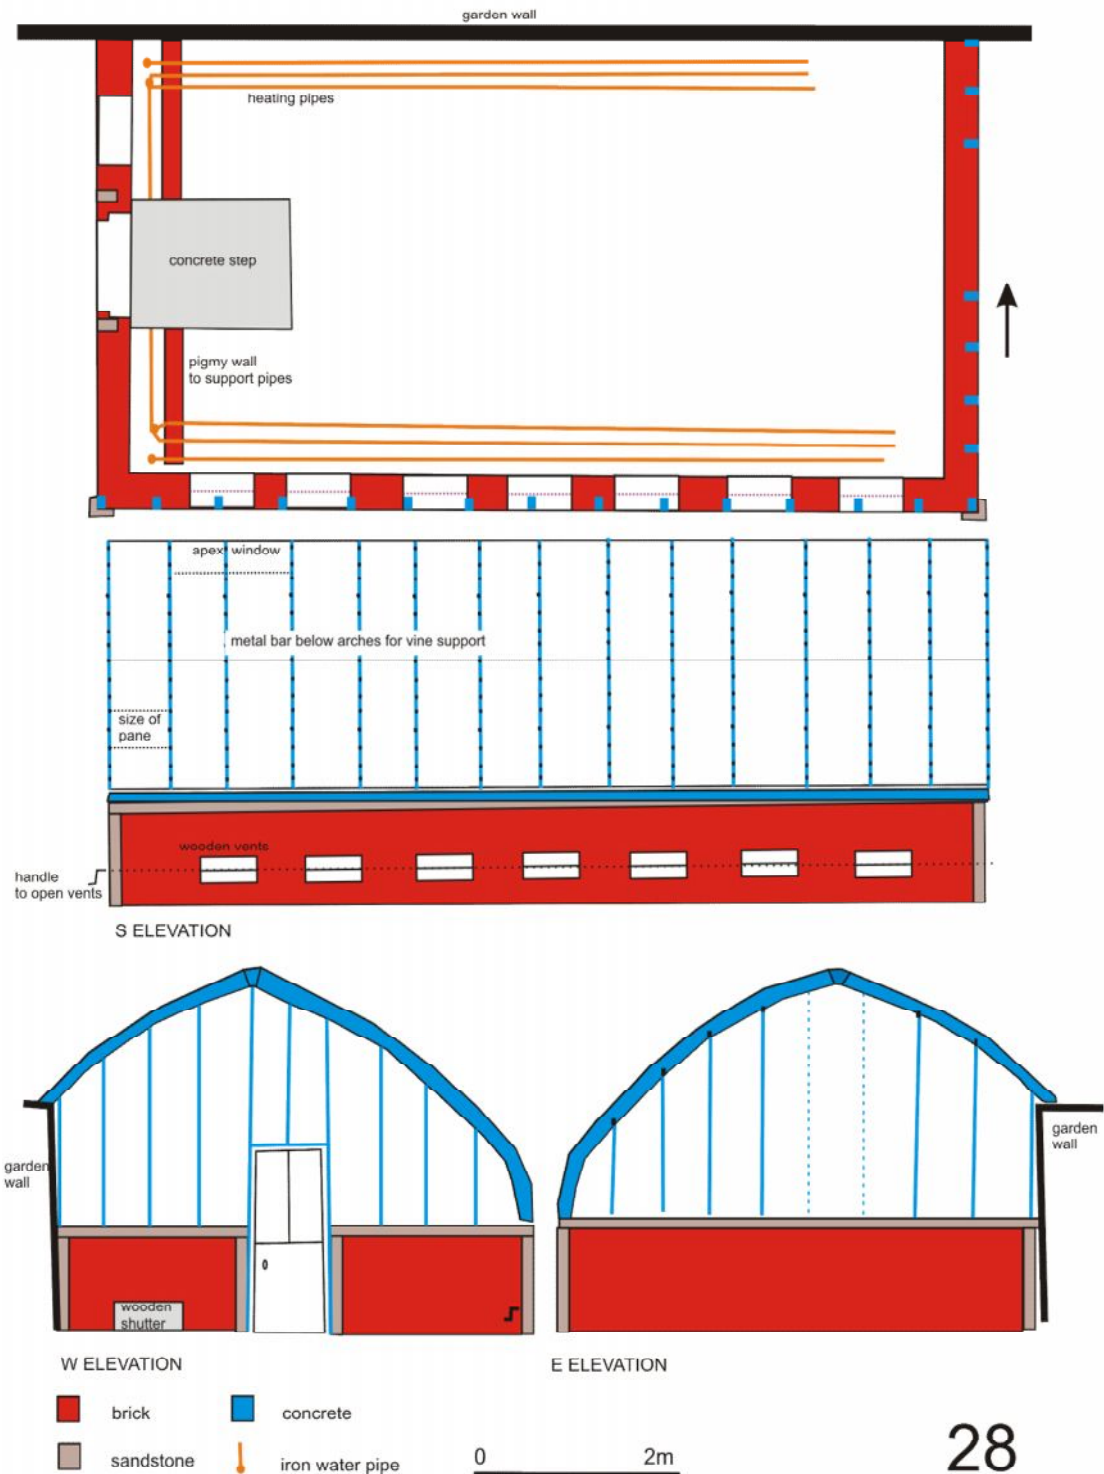 garden wall
heating pipes
concrete step
pigmy wall
to support pipes
apex window
metal bar below arches for vine support
size of
pane
wooden vents
handle
to open vents
S ELEVATION
garden
wall
garden
wall
wooden
shutter
W ELEVATION
E ELEVATION
brick
concrete
sandstone
iron water pipe
0
2m
28